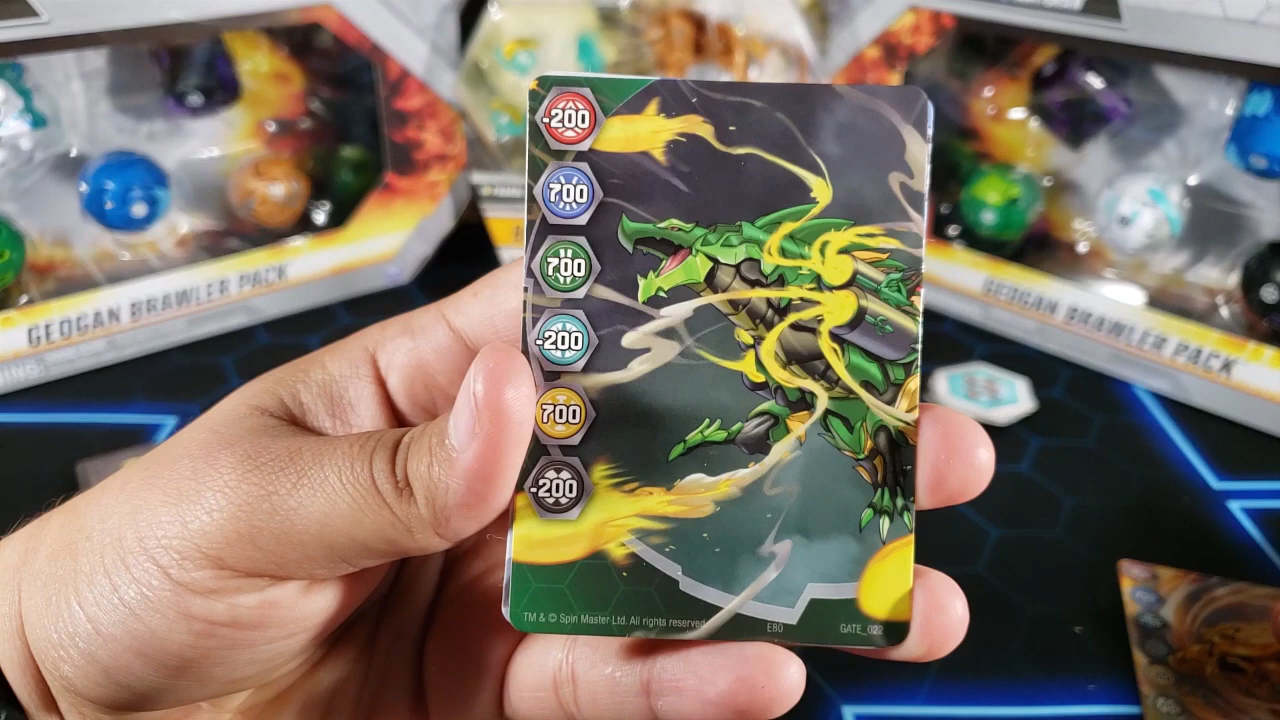 -200
700
700
-200
700
-200
TM & © Spin Master Ltd. All rights reserved
EB0
GATE_022
GEOGAN BRAWLER PACK
GEOGAN BRAWLER PACK